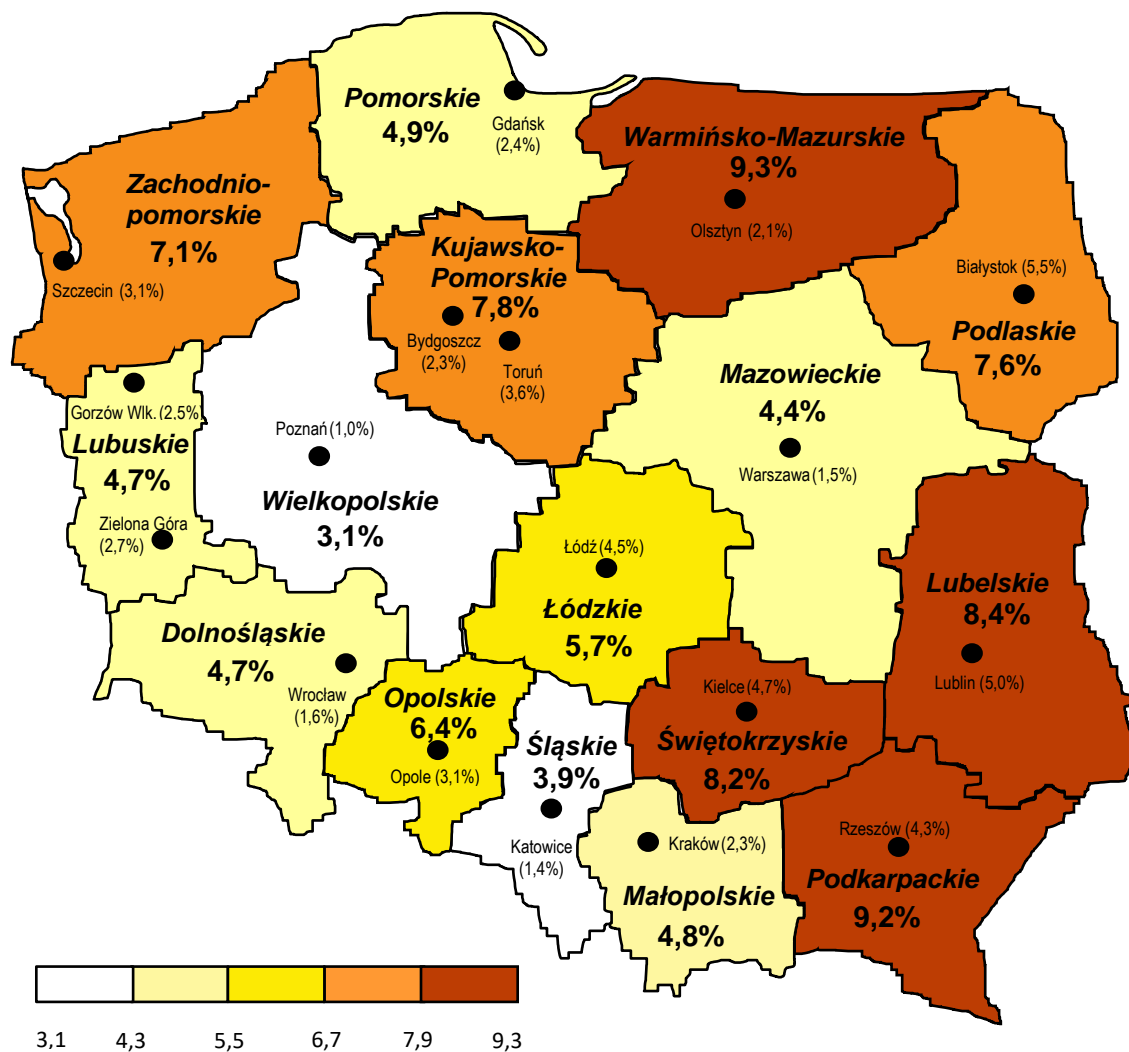 Pomorskie
4,9%
Gdańsk
(2,4%)
Warmińsko-Mazurskie
9,3%
Olsztyn (2,1%)
Zachodnio-
pomorskie
7,1%
Szczecin (3,1%)
Kujawsko-
Pomorskie
7,8%
Bydgoszcz
(2,3%)
Toruń
(3,6%)
Białystok (5,5%)
Podlaskie
7,6%
Mazowieckie
4,4%
Warszawa (1,5%)
Gorzów Wlk. (2,5%)
Lubuskie
4,7%
Zielona Góra
(2,7%)
Poznań (1,0%)
Wielkopolskie
3,1%
Łódź (4,5%)
Łódzkie
5,7%
Lubelskie
8,4%
Lublin (5,0%)
Dolnośląskie
4,7%
Wrocław
(1,6%)
Opolskie
6,4%
Opole (3,1%)
Śląskie
3,9%
Katowice
(1,4%)
Kielce (4,7%)
Świętokrzyskie
8,2%
Kraków (2,3%)
Małopolskie
4,8%
Rzeszów (4,3%)
Podkarpackie
9,2%
3,1 4,3 5,5 6,7 7,9 9,3